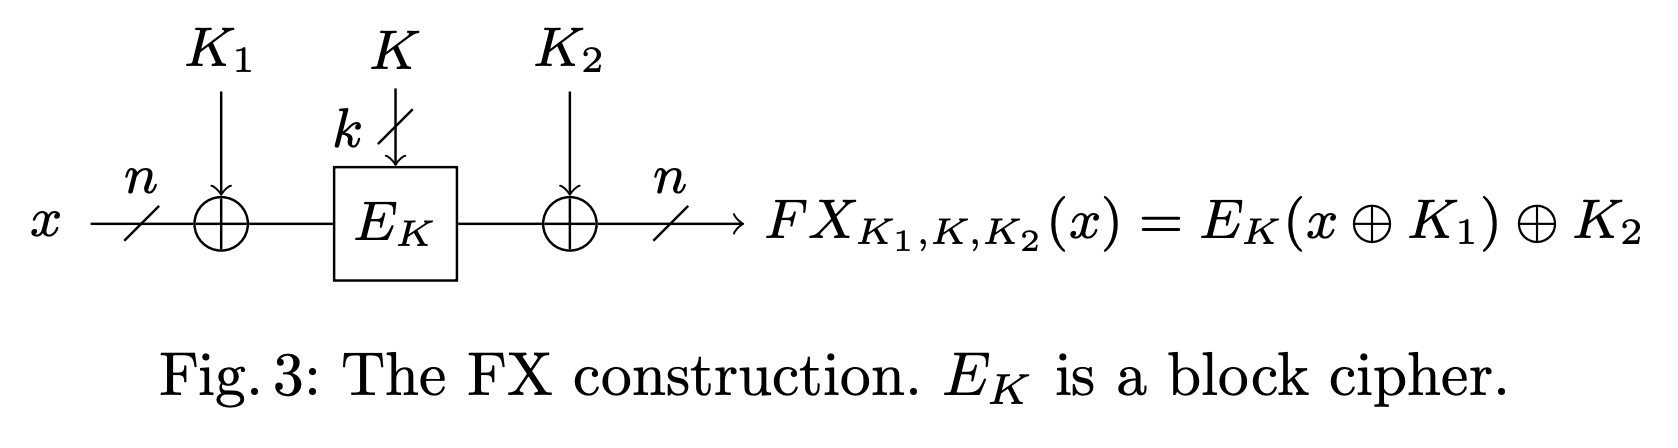 K₁ K K₂
k
n n
x E_K FX_{K₁,K,K₂}(x) = E_K(x ⊕ K₁) ⊕ K₂
Fig. 3: The FX construction. E_K is a block cipher.